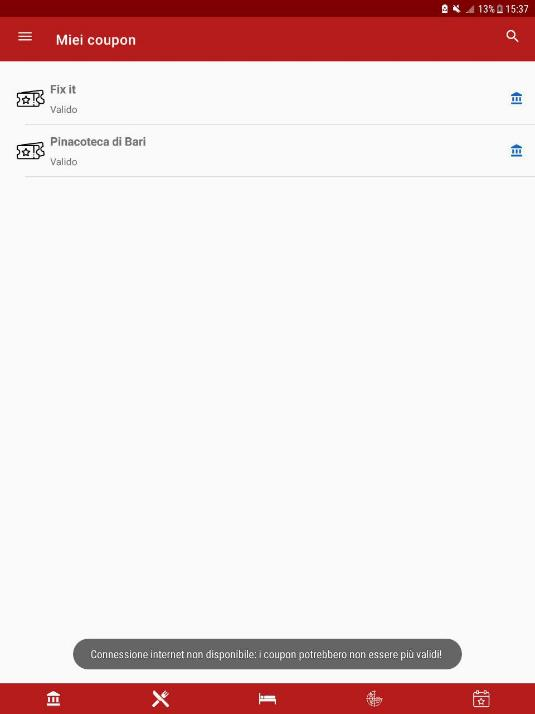 13% 15:37
Miei coupon
Fix it
Valido
Pinacoteca di Bari
Valido
Connessione internet non disponibile: i coupon potrebbero non essere più validi!